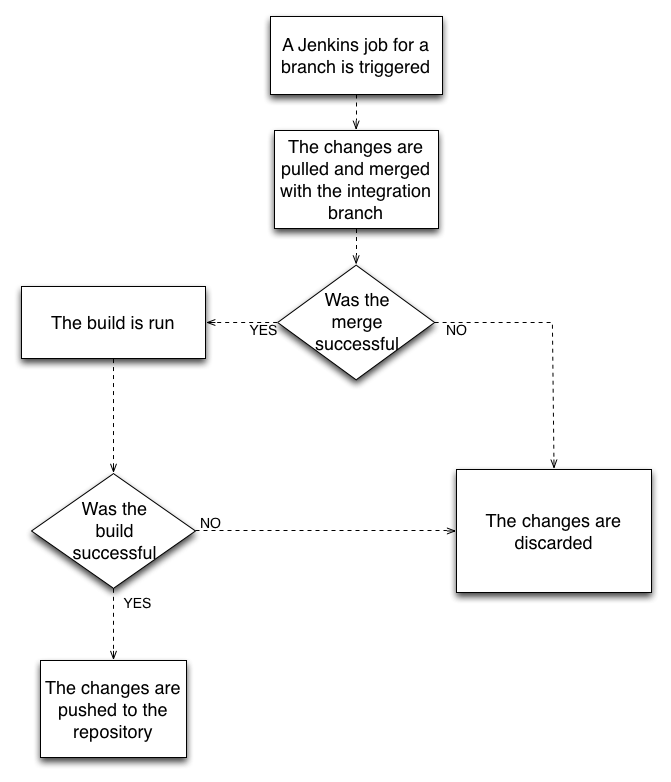 A Jenkins job for a
branch is triggered
The changes are
pulled and merged
with the integration
branch
Was the
merge
successful
YES
NO
The build is run
Was the
build
successful
NO
YES
The changes are
discarded
The changes are
pushed to the
repository